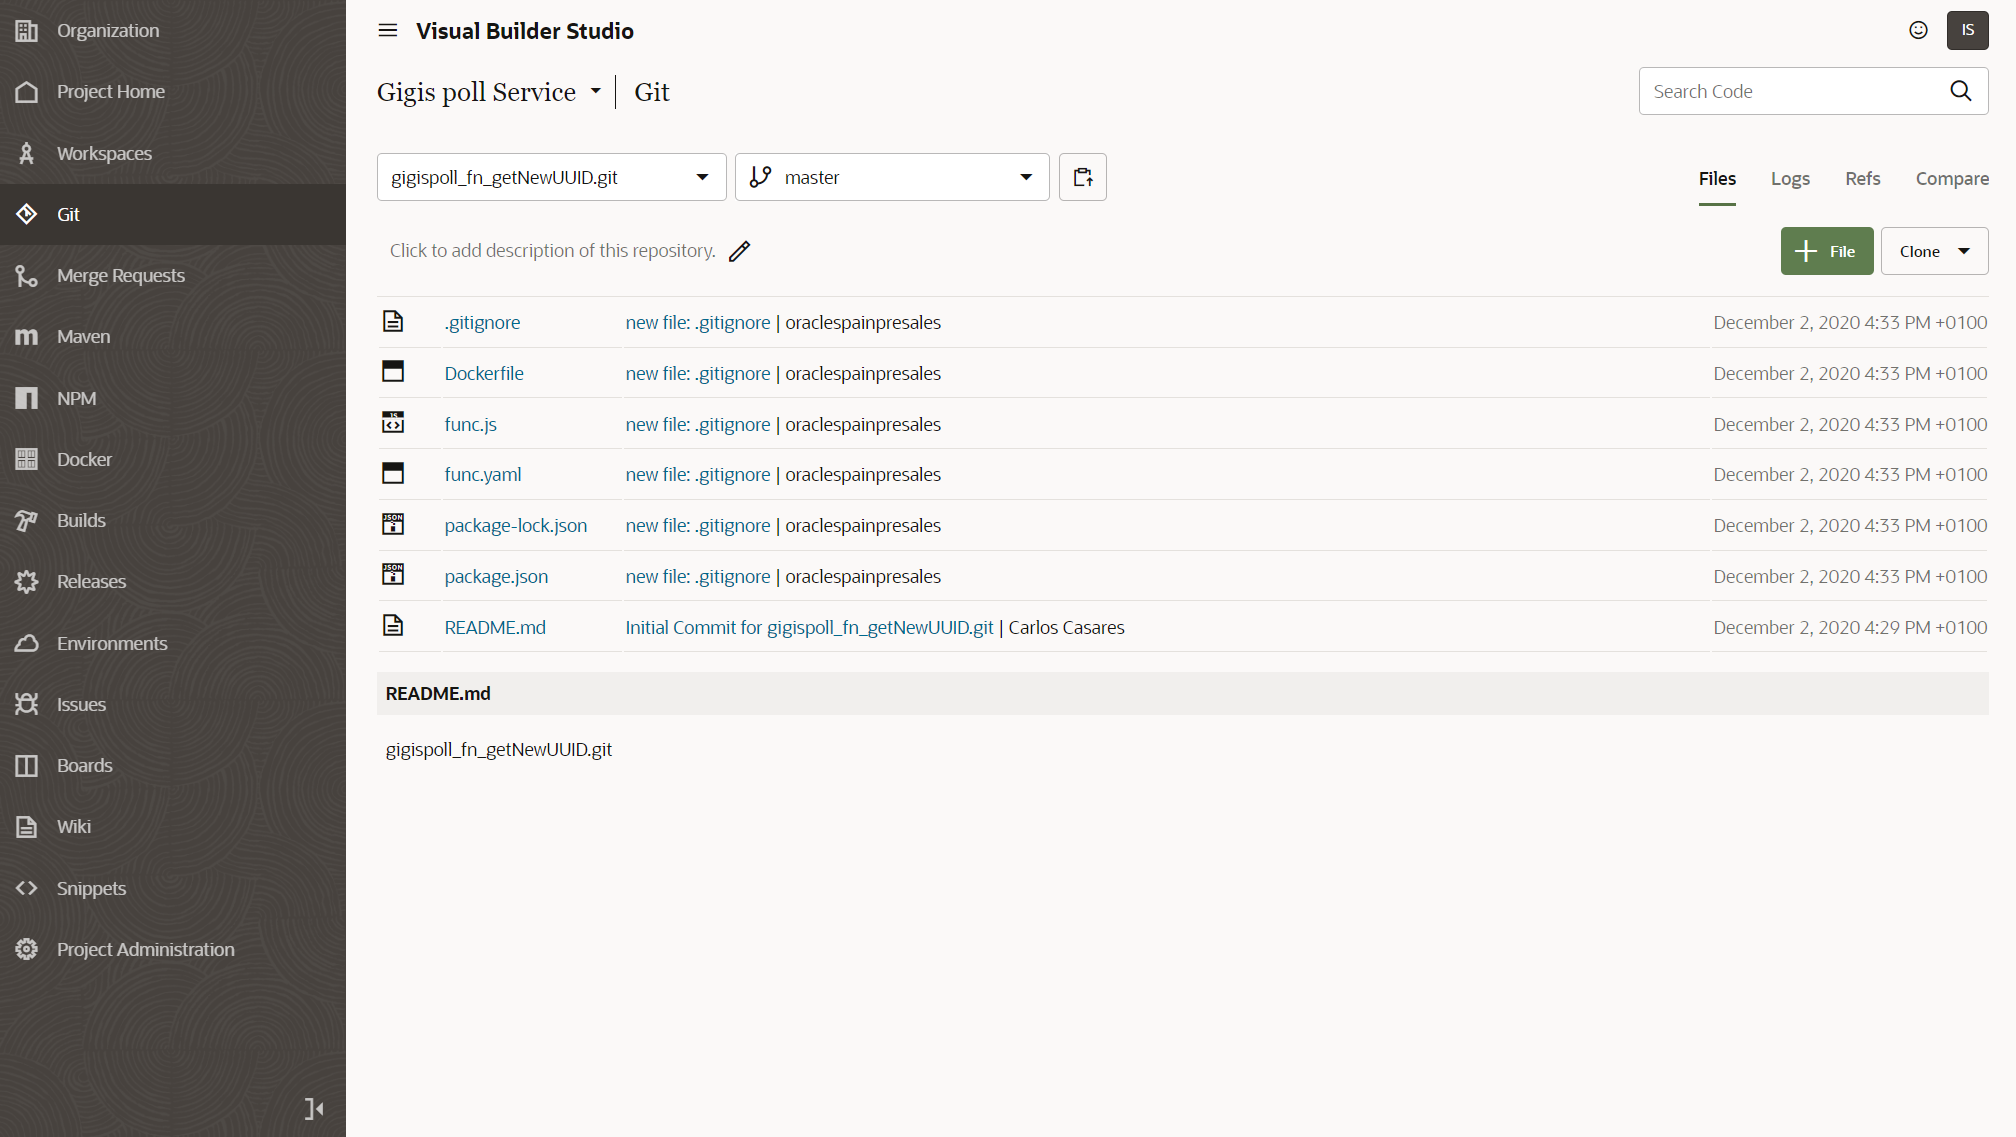 Organization
Project Home
Workspaces
Git
Merge Requests
Maven
NPM
Docker
Builds
Releases
Environments
Issues
Boards
Wiki
Snippets
Project Administration
Visual Builder Studio
IS
Gigis poll Service | Git
Search Code
gigispoll_fn_getNewUUID.git
master
Files Logs Refs Compare
Click to add description of this repository.
File
Clone
.gitignore new file: .gitignore | oraclespainpresales December 2, 2020 4:33 PM +0100
Dockerfile new file: .gitignore | oraclespainpresales December 2, 2020 4:33 PM +0100
JS func.js new file: .gitignore | oraclespainpresales December 2, 2020 4:33 PM +0100
func.yaml new file: .gitignore | oraclespainpresales December 2, 2020 4:33 PM +0100
JSON package-lock.json new file: .gitignore | oraclespainpresales December 2, 2020 4:33 PM +0100
JSON package.json new file: .gitignore | oraclespainpresales December 2, 2020 4:33 PM +0100
README.md Initial Commit for gigispoll_fn_getNewUUID.git | Carlos Casares December 2, 2020 4:29 PM +0100
README.md
gigispoll_fn_getNewUUID.git